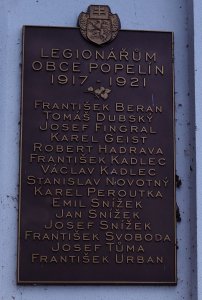 LEGIONÁŘŮM
OBCE POPELÍN
1917 - 1921
FRANTIŠEK BERAN
TOMÁŠ DUBSKÝ
JOSEF FINGRAL
KAREL GEIST
ROBERT HADRAVA
FRANTIŠEK KADLEC
VÁCLAV KADLEC
STANISLAV NOVOTNÝ
KAREL PEROUTKA
EMIL SNÍŽEK
JAN SNÍŽEK
JOSEF SNÍŽEK
FRANTIŠEK SVOBODA
JOSEF TŮMA
FRANTIŠEK URBAN